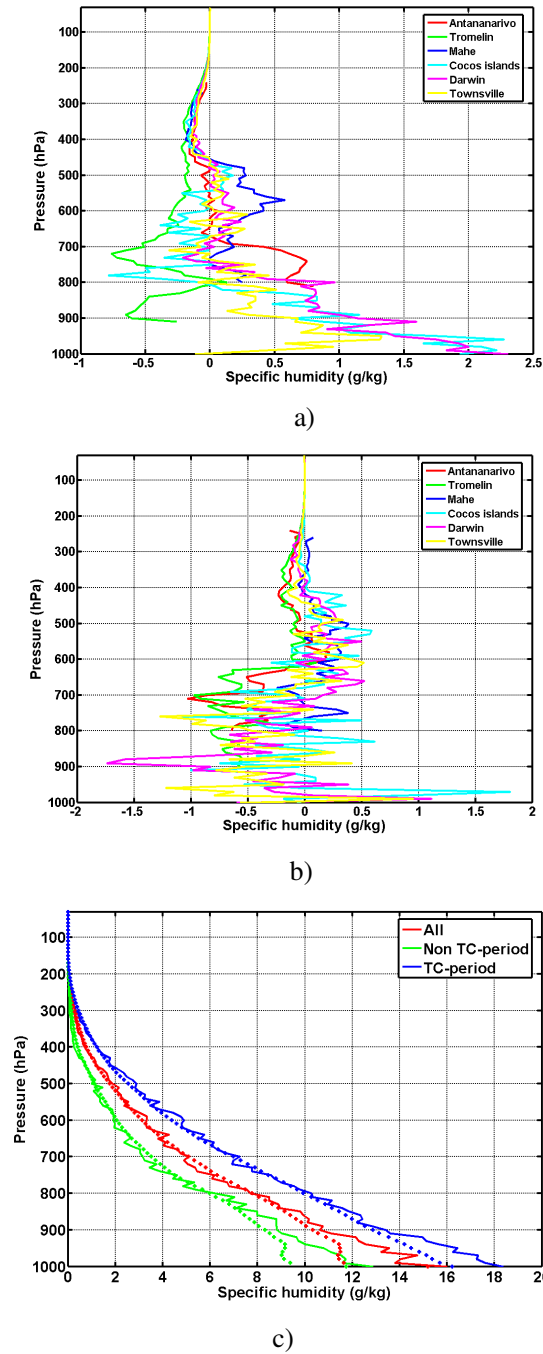 Antananarivo
Tromelin
Mahe
Cocos islands
Darwin
Townsville
Pressure (hPa)
100
200
300
400
500
600
700
800
900
1000
-1 -0.5 0 0.5 1 1.5 2 2.5
Specific humidity (g/kg)
a)
Antananarivo
Tromelin
Mahe
Cocos islands
Darwin
Townsville
Pressure (hPa)
100
200
300
400
500
600
700
800
900
1000
-2 -1.5 -1 -0.5 0 0.5 1 1.5 2
Specific humidity (g/kg)
b)
All
Non TC-period
TC-period
Pressure (hPa)
100
200
300
400
500
600
700
800
900
1000
0 2 4 6 8 10 12 14 16 18 20
Specific humidity (g/kg)
c)